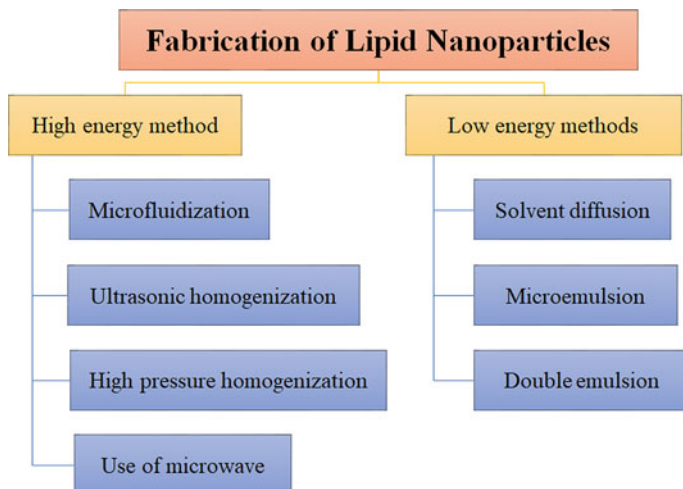 Fabrication of Lipid Nanoparticles
High energy method
Microfluidization
Ultrasonic homogenization
High pressure homogenization
Use of microwave
Low energy methods
Solvent diffusion
Microemulsion
Double emulsion